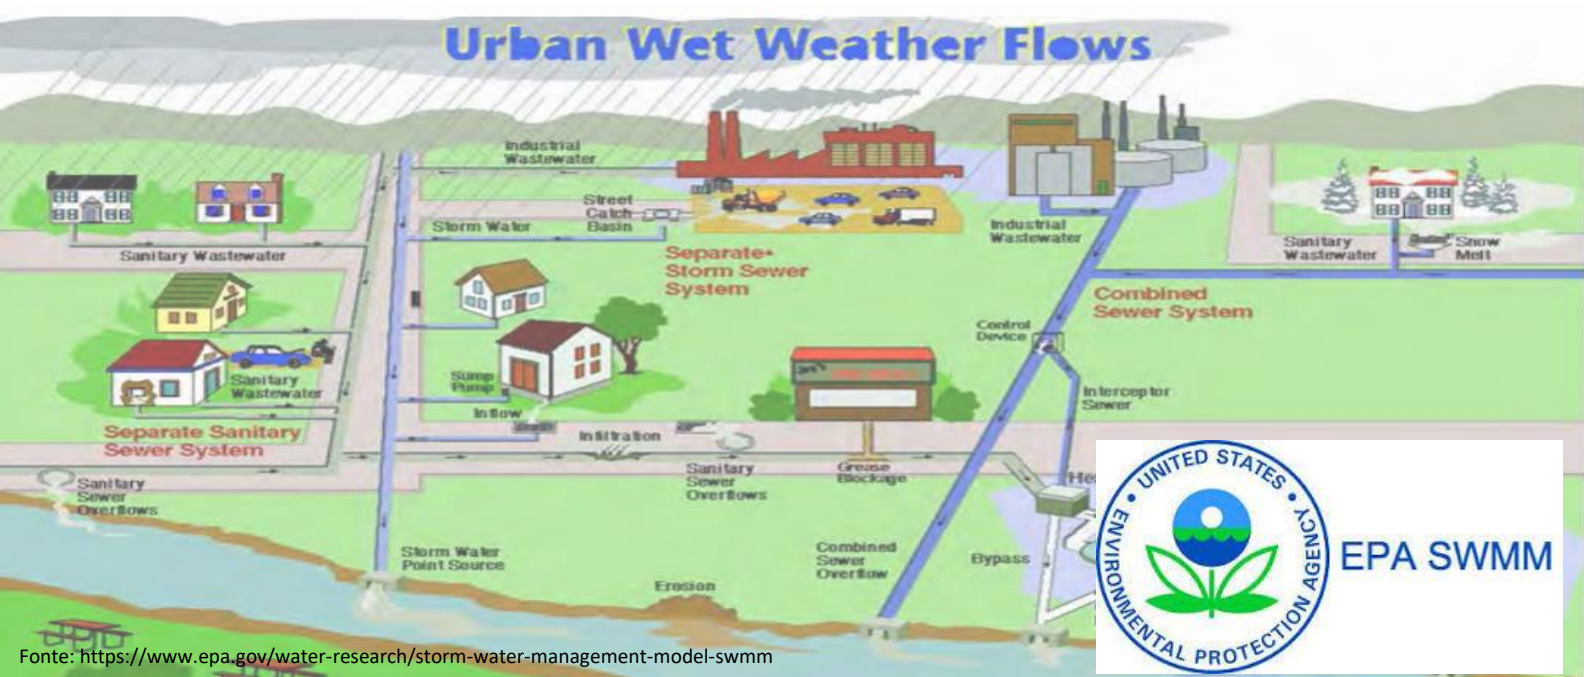 Urban Wet Weather Flows
Industrial
Wastewater
Street
Catch
Basin
Storm Water
Sanitary Wastewater
Separate
Storm Sewer
System
Industrial
Wastewater
Sanitary
Wastewater
Snow
Melt
Combined
Sewer System
Control
Device
Interceptor
Sewer
Sump
Pump
Inflow
Infiltration
Sanitary
Wastewater
Separate Sanitary
Sewer System
Sanitary
Sewer
Overflows
Sanitary
Sewer
Overflows
Grease
Blockage
Storm Water
Point Source
Erosion
Combined
Sewer
Overflow
Bypass
UNITED STATES
ENVIRONMENTAL PROTECTION AGENCY
EPA SWMM
Fonte: https://www.epa.gov/water-research/storm-water-management-model-swmm